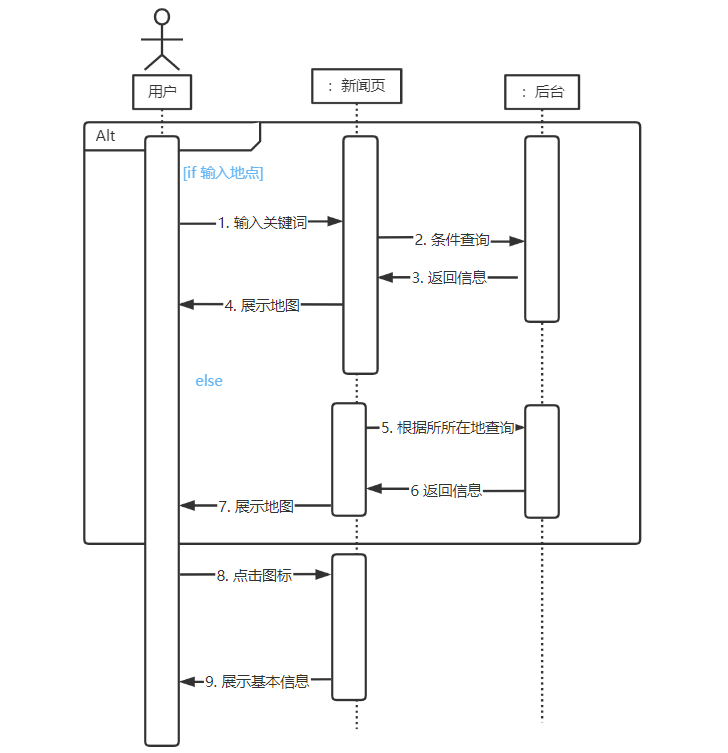 用户
: 新闻页
: 后台
Alt
[if 输入地点]
1. 输入关键词
2. 条件查询
3. 返回信息
4. 展示地图
else
5. 根据所所在地查询
6 返回信息
7. 展示地图
8. 点击图标
9. 展示基本信息